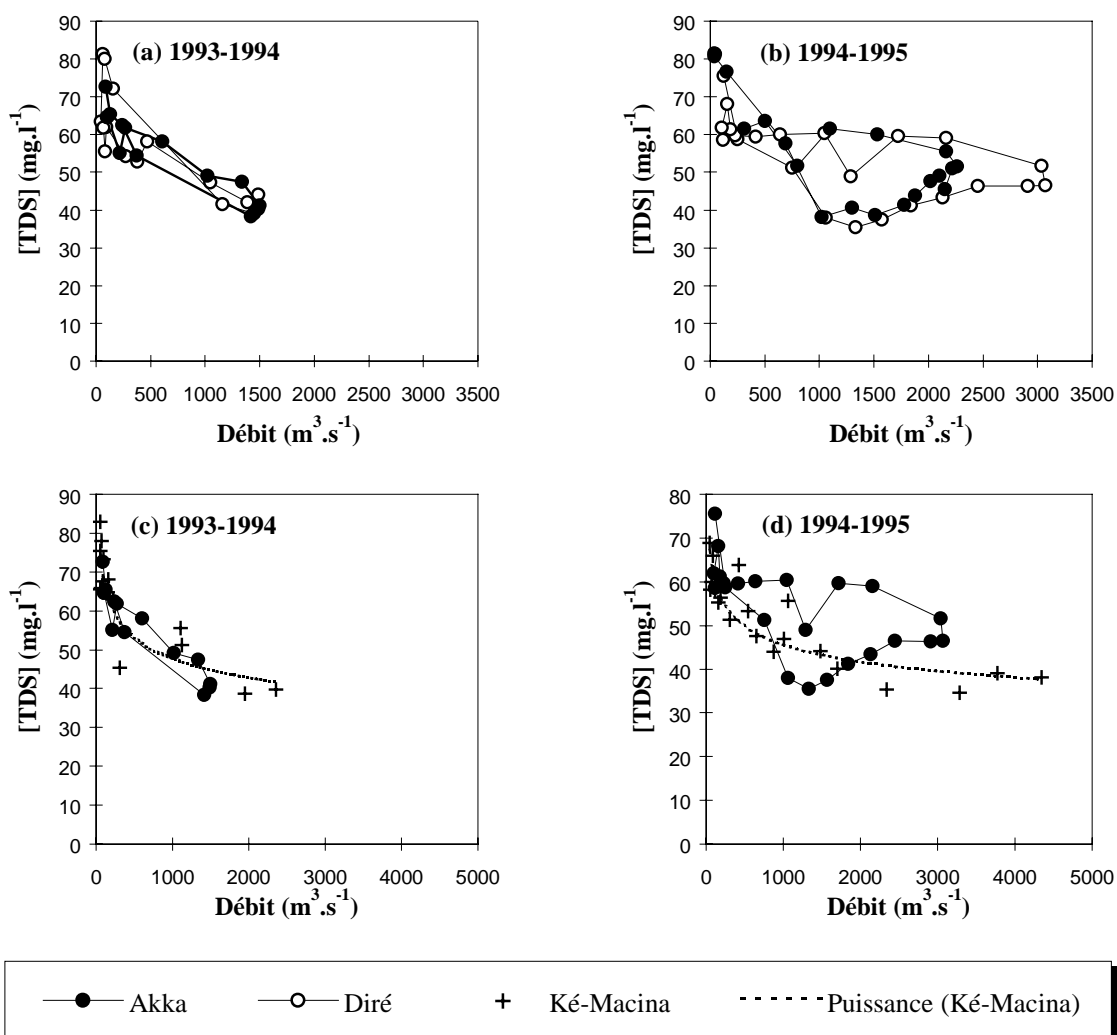 (a) 1993-1994
[TDS] (mg.l⁻¹)
90
80
70
60
50
40
30
20
10
0
0 500 1000 1500 2000 2500 3000 3500
Débit (m³.s⁻¹)
(b) 1994-1995
[TDS] (mg.l⁻¹)
90
80
70
60
50
40
30
20
10
0
0 500 1000 1500 2000 2500 3000 3500
Débit (m³.s⁻¹)
(c) 1993-1994
[TDS] (mg.l⁻¹)
90
80
70
60
50
40
30
20
10
0
0 1000 2000 3000 4000 5000
Débit (m³.s⁻¹)
(d) 1994-1995
[TDS] (mg.l⁻¹)
80
70
60
50
40
30
20
10
0
0 1000 2000 3000 4000 5000
Débit (m³.s⁻¹)
Akka Diré Ké-Macina Puissance (Ké-Macina)